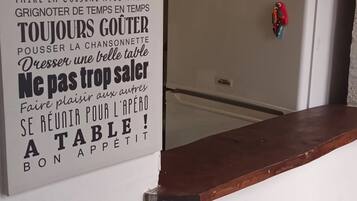 GRIGNOTER DE TEMPS EN TEMPS
TOUJOURS GOÛTER
POUSSER LA CHANSONNETTE
Dresser une belle table
Ne pas trop saler
Faire plaisir aux autres
SE RÉUNIR POUR L'APÉRO
A TABLE !
BON APPÉTIT